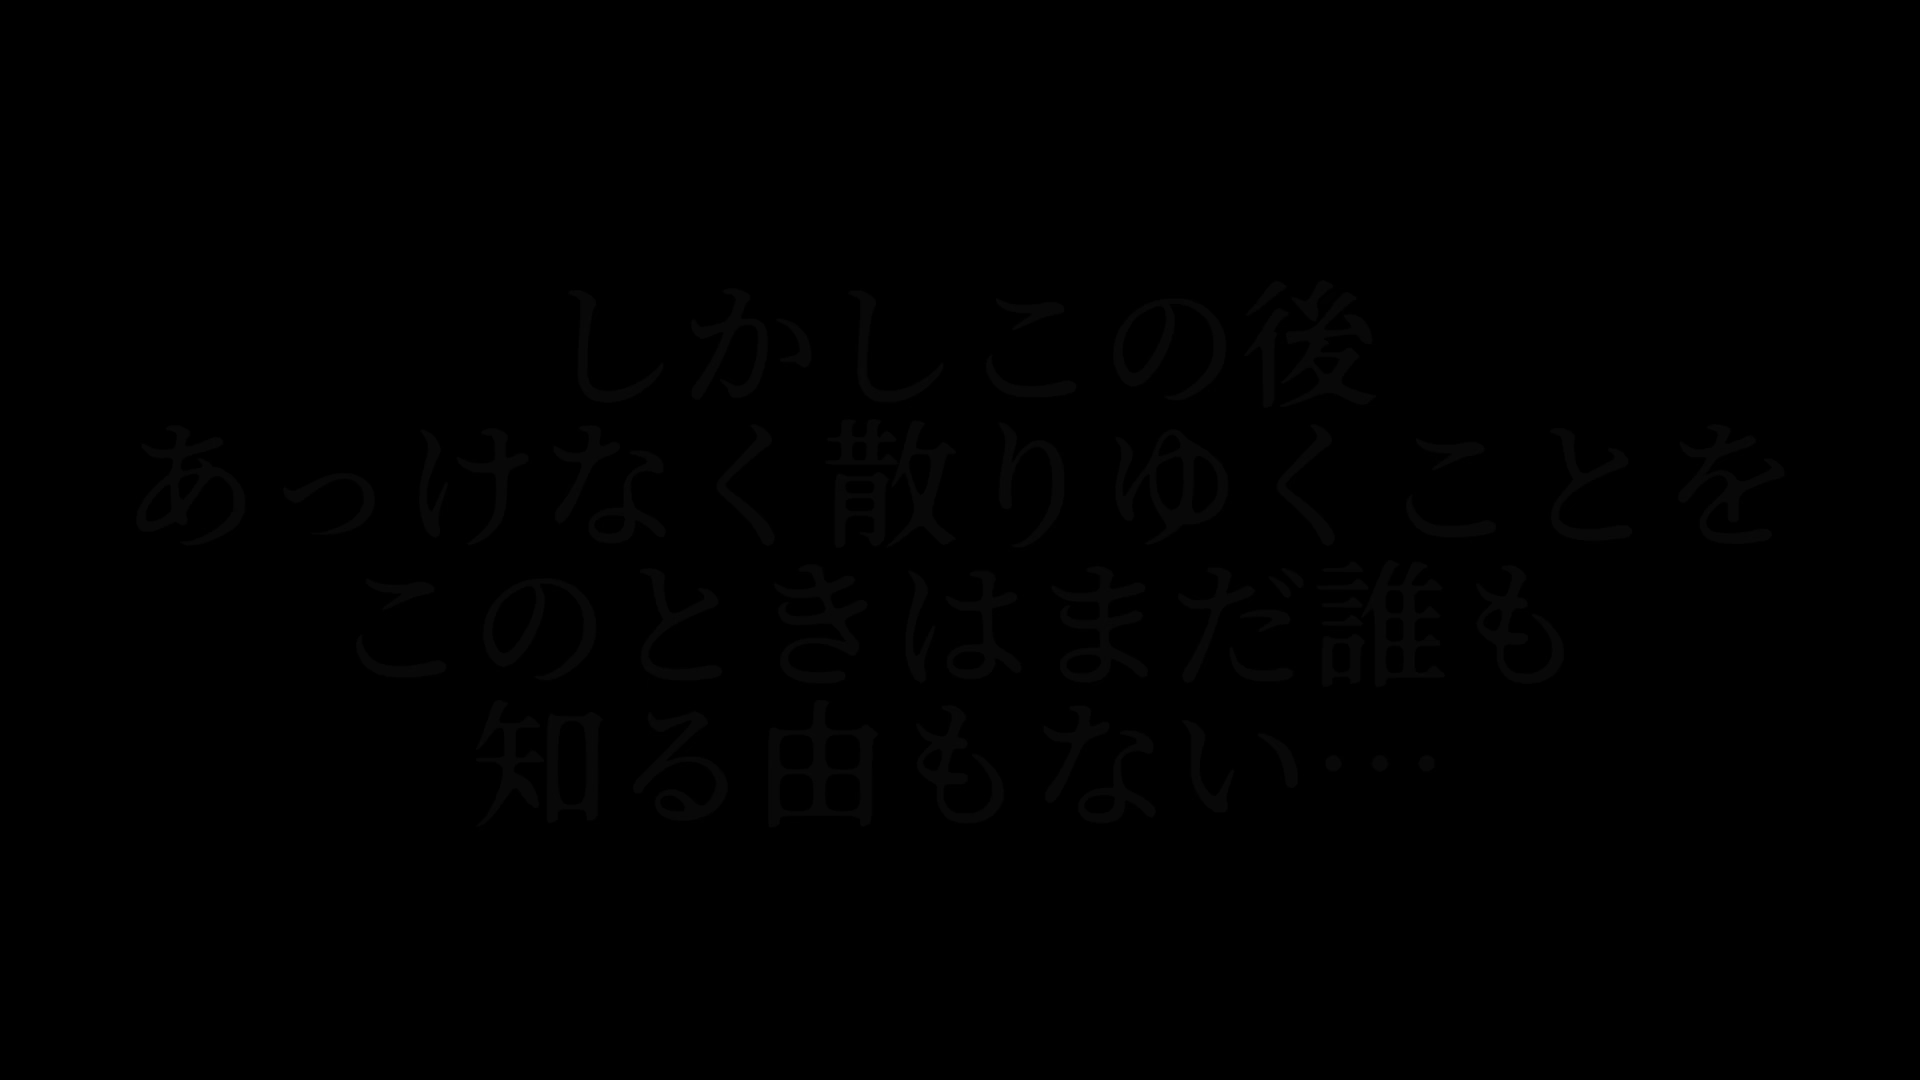 しかしこの後
あっけなく散りゆくことを
このときはまだ誰も
知る由もない…